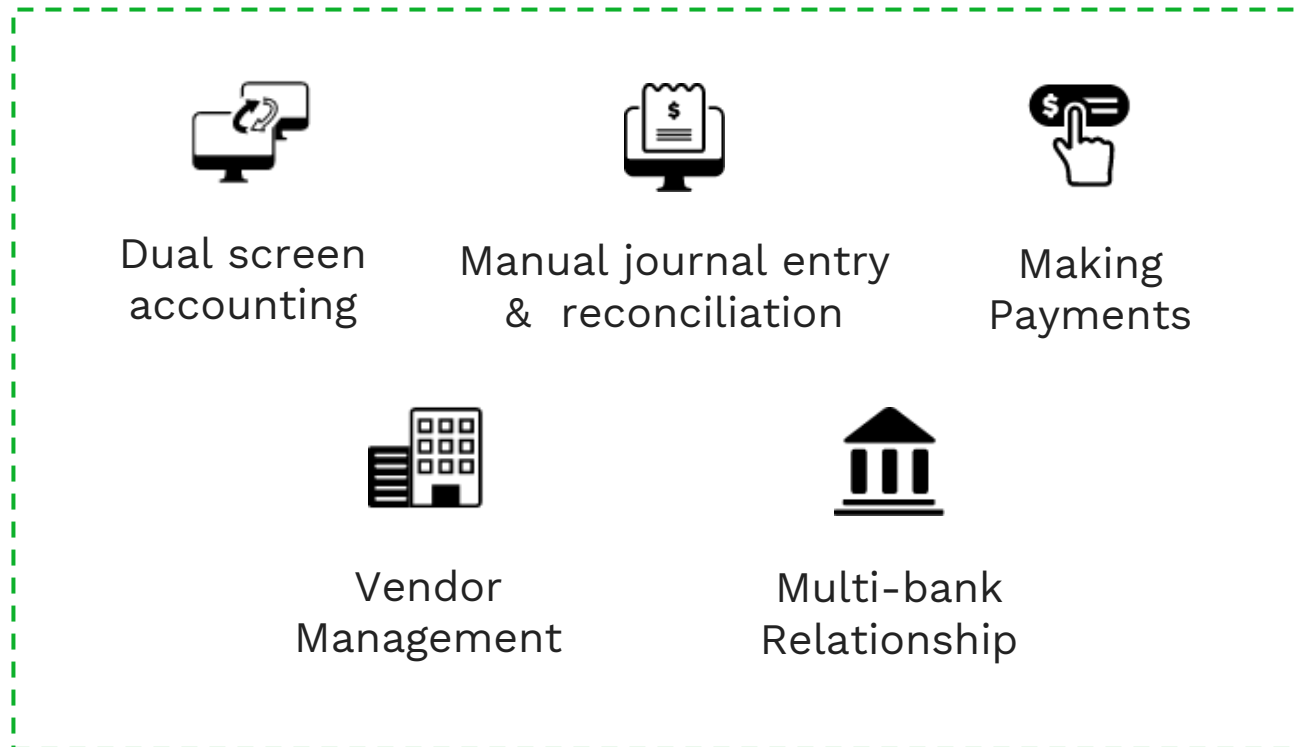 $
$
Dual screen
accounting
Manual journal entry
& reconciliation
Making
Payments
Vendor
Management
Multi-bank
Relationship